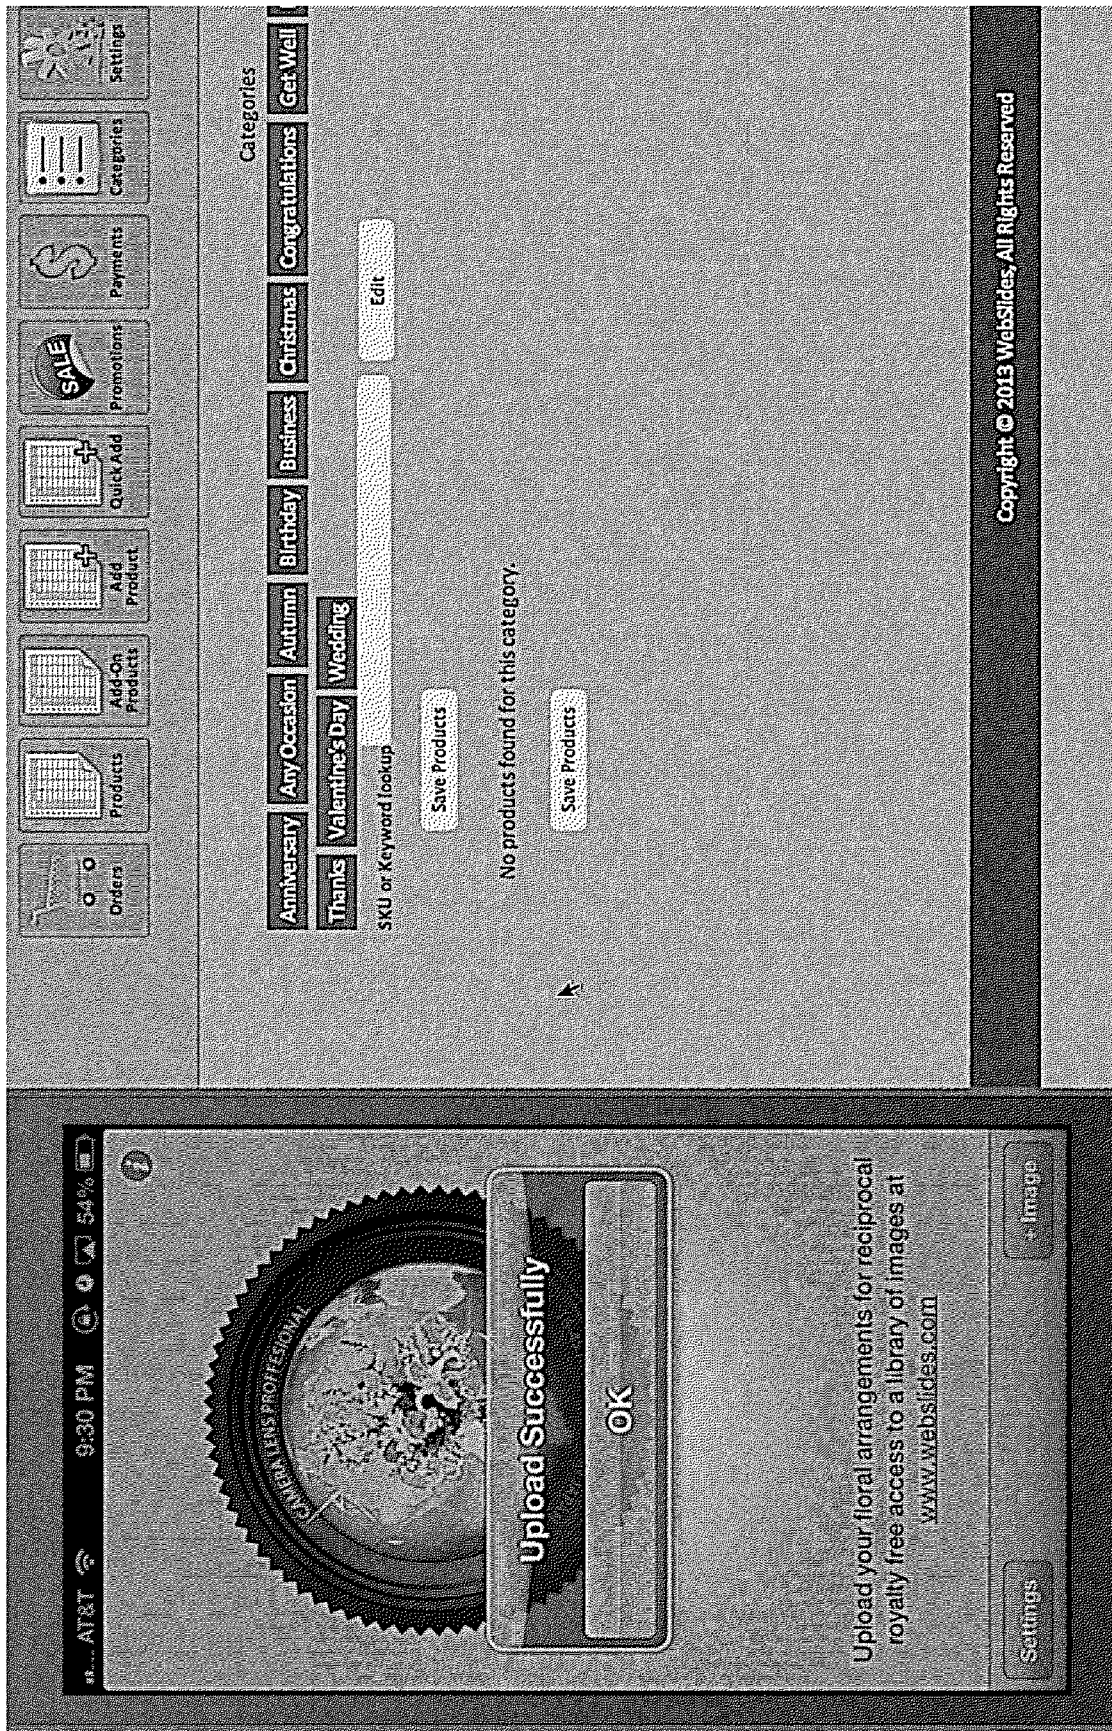 AT&T 9:30 PM 54%
CAMERA LENS PROFFESIONAL
Upload Successfully
OK
Upload your floral arrangements for reciprocal
royalty free access to a library of images at
www.webslides.com
Settings + Image
Orders Products Add-On Products Add Product Quick Add Promotions Payments Categories Settings
SALE
Categories
Anniversary Any Occasion Autumn Birthday Business Christmas Congratulations Get Well
Thanks Valentine's Day Wedding
SKU or Keyword lookup Edit
Save Products
No products found for this category.
Save Products
Copyright © 2013 WebSlides, All Rights Reserved